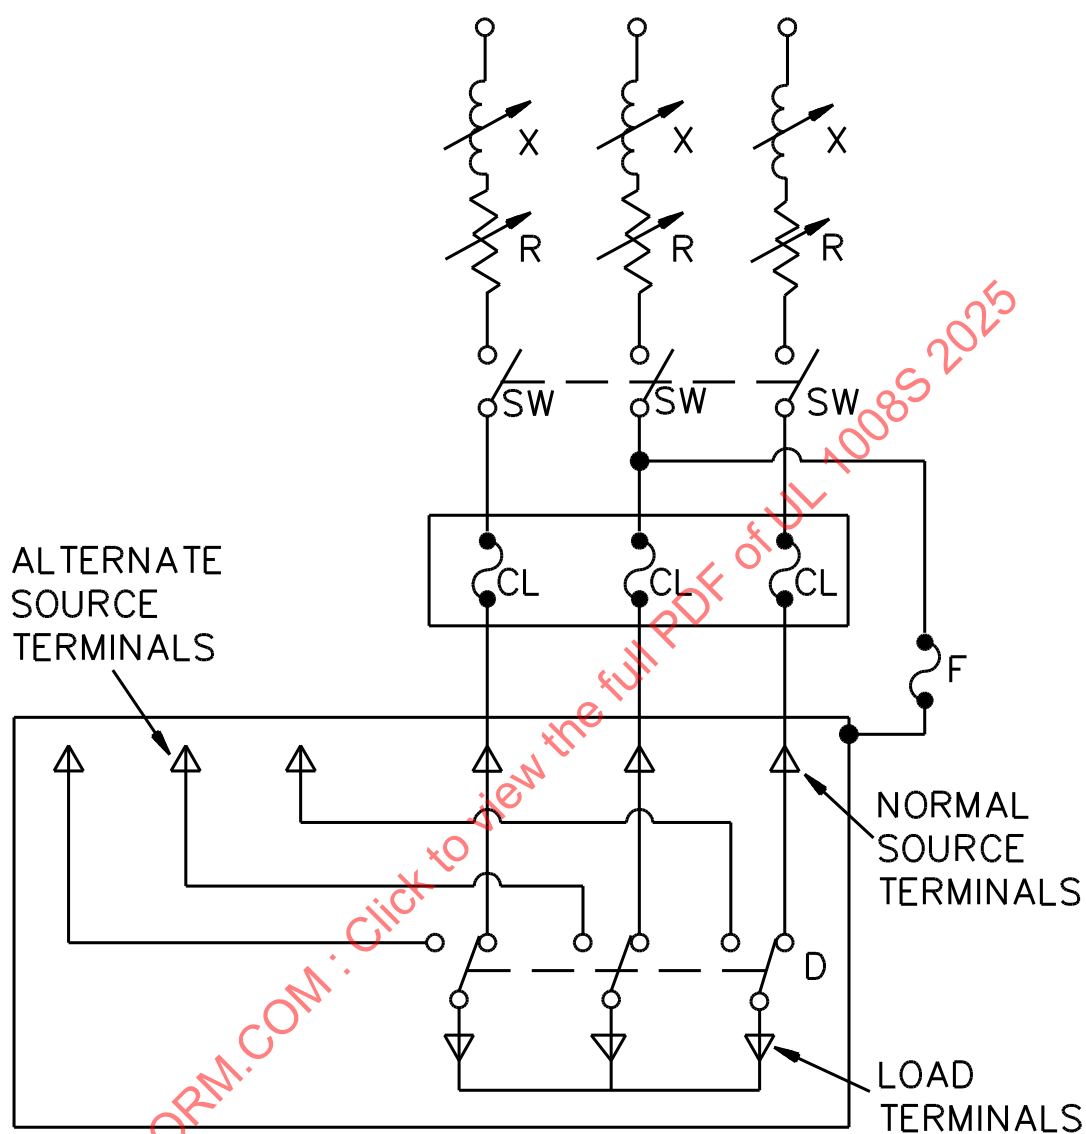 X X X
R R R
SW SW SW
CL CL CL
ALTERNATE
SOURCE
TERMINALS
F
NORMAL
SOURCE
TERMINALS
D
LOAD
TERMINALS
ORM.COM : Click to view the full PDF of UL 1008S 2025